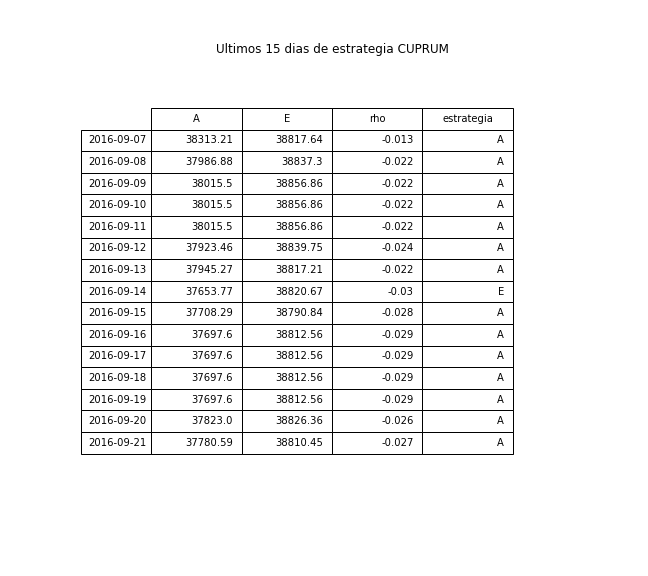 Ultimos 15 dias de estrategia CUPRUM
A E rho estrategia
2016-09-07 38313.21 38817.64 -0.013 A
2016-09-08 37986.88 38837.3 -0.022 A
2016-09-09 38015.5 38856.86 -0.022 A
2016-09-10 38015.5 38856.86 -0.022 A
2016-09-11 38015.5 38856.86 -0.022 A
2016-09-12 37923.46 38839.75 -0.024 A
2016-09-13 37945.27 38817.21 -0.022 A
2016-09-14 37653.77 38820.67 -0.03 E
2016-09-15 37708.29 38790.84 -0.028 A
2016-09-16 37697.6 38812.56 -0.029 A
2016-09-17 37697.6 38812.56 -0.029 A
2016-09-18 37697.6 38812.56 -0.029 A
2016-09-19 37697.6 38812.56 -0.029 A
2016-09-20 37823.0 38826.36 -0.026 A
2016-09-21 37780.59 38810.45 -0.027 A